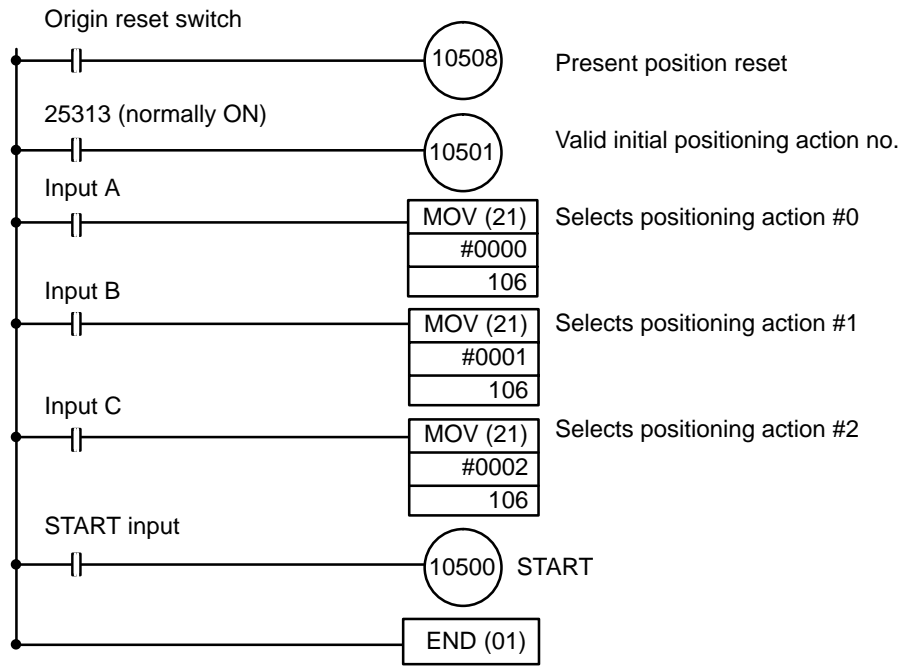 Origin reset switch
10508
Present position reset
25313 (normally ON)
10501
Valid initial positioning action no.
Input A
MOV (21)
Selects positioning action #0
#0000
106
Input B
MOV (21)
Selects positioning action #1
#0001
106
Input C
MOV (21)
Selects positioning action #2
#0002
106
START input
10500
START
END (01)